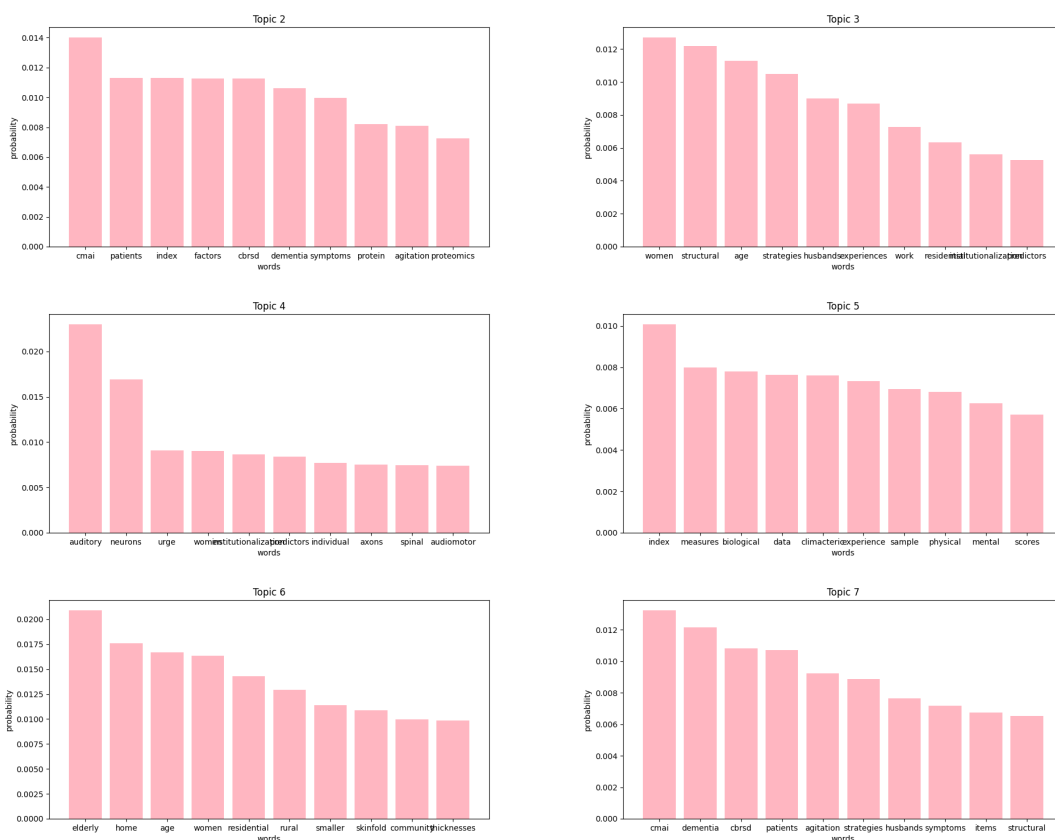 Topic 2
0.014
0.012
0.010
0.008
0.006
0.004
0.002
0.000
probability
cmai patients index factors cbrsd dementia symptoms protein agitation proteomics
words
Topic 3
0.012
0.010
0.008
0.006
0.004
0.002
0.000
probability
women structural age strategies husbands experiences work residential institutionalization predictors
words
Topic 4
0.020
0.015
0.010
0.005
0.000
probability
auditory neurons urge women institutionalization predictors individual axons spinal audiomotor
words
Topic 5
0.010
0.008
0.006
0.004
0.002
0.000
probability
index measures biological data climacteric experience sample physical mental scores
words
Topic 6
0.0200
0.0175
0.0150
0.0125
0.0100
0.0075
0.0050
0.0025
0.0000
probability
elderly home age women residential rural smaller skinfold community thicknesses
words
Topic 7
0.012
0.010
0.008
0.006
0.004
0.002
0.000
probability
cmai dementia cbrsd patients agitation strategies husbands symptoms itens structural
words